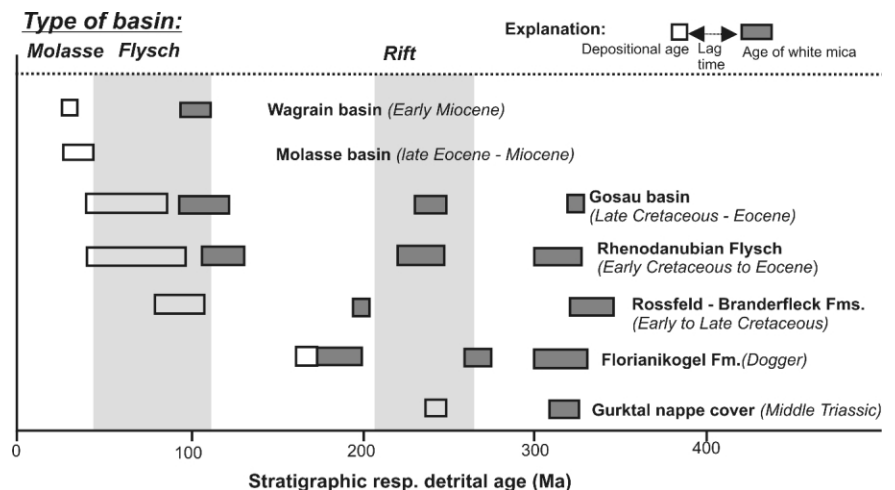 Type of basin:
Molasse Flysch
Rift
Explanation:
Depositional age
Lag
time
Age of white mica
Wagrain basin (Early Miocene)
Molasse basin (late Eocene - Miocene)
Gosau basin
(Late Cretaceous - Eocene)
Rhenodanubian Flysch
(Early Cretaceous to Eocene)
Rossfeld - Branderfleck Fms.
(Early to Late Cretaceous)
Florianikogel Fm.(Dogger)
Gurktal nappe cover (Middle Triassic)
0 100 200 300 400
Stratigraphic resp. detrital age (Ma)